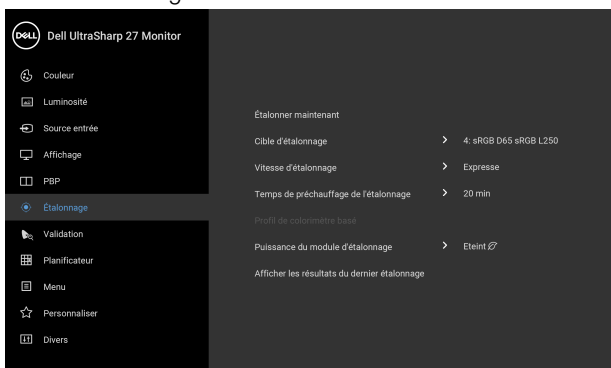 DELL
Dell UltraSharp 27 Monitor
Couleur
Luminosité
Source entrée
Affichage
PBP
Étalonnage
Validation
Planificateur
Menu
Personnaliser
Divers
Étalonner maintenant
Cible d'étalonnage 4: sRGB D65 sRGB L250
Vitesse d'étalonnage Expresse
Temps de préchauffage de l'étalonnage 20 min
Profil de colorimètre basé
Puissance du module d'étalonnage Eteint
Afficher les résultats du dernier étalonnage